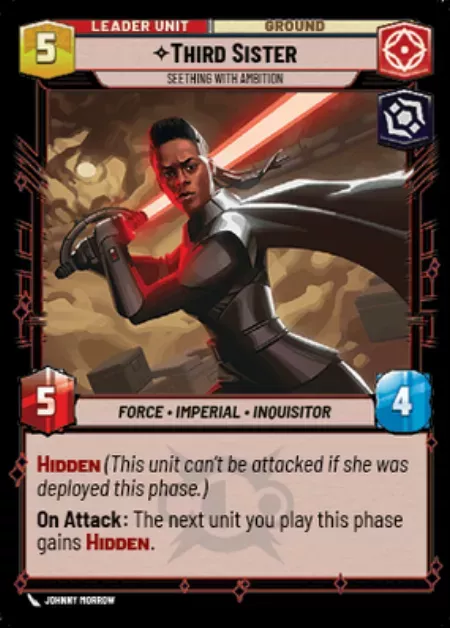 LEADER UNIT GROUND
5 ✧THIRD SISTER
SEETHING WITH AMBITION
5 FORCE • IMPERIAL • INQUISITOR 4
HIDDEN (This unit can't be attacked if she was
deployed this phase.)
On Attack: The next unit you play this phase
gains HIDDEN.
JOHNNY MORROW